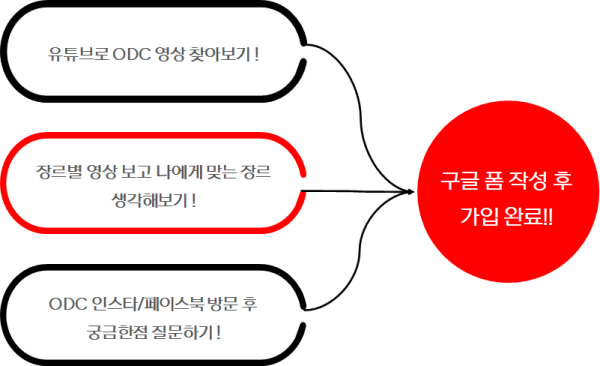 유튜브로 ODC 영상 찾아보기 !
장르별 영상 보고 나에게 맞는 장르
생각해보기 !
ODC 인스타/페이스북 방문 후
궁금한점 질문하기 !
구글 폼 작성 후
가입 완료!!